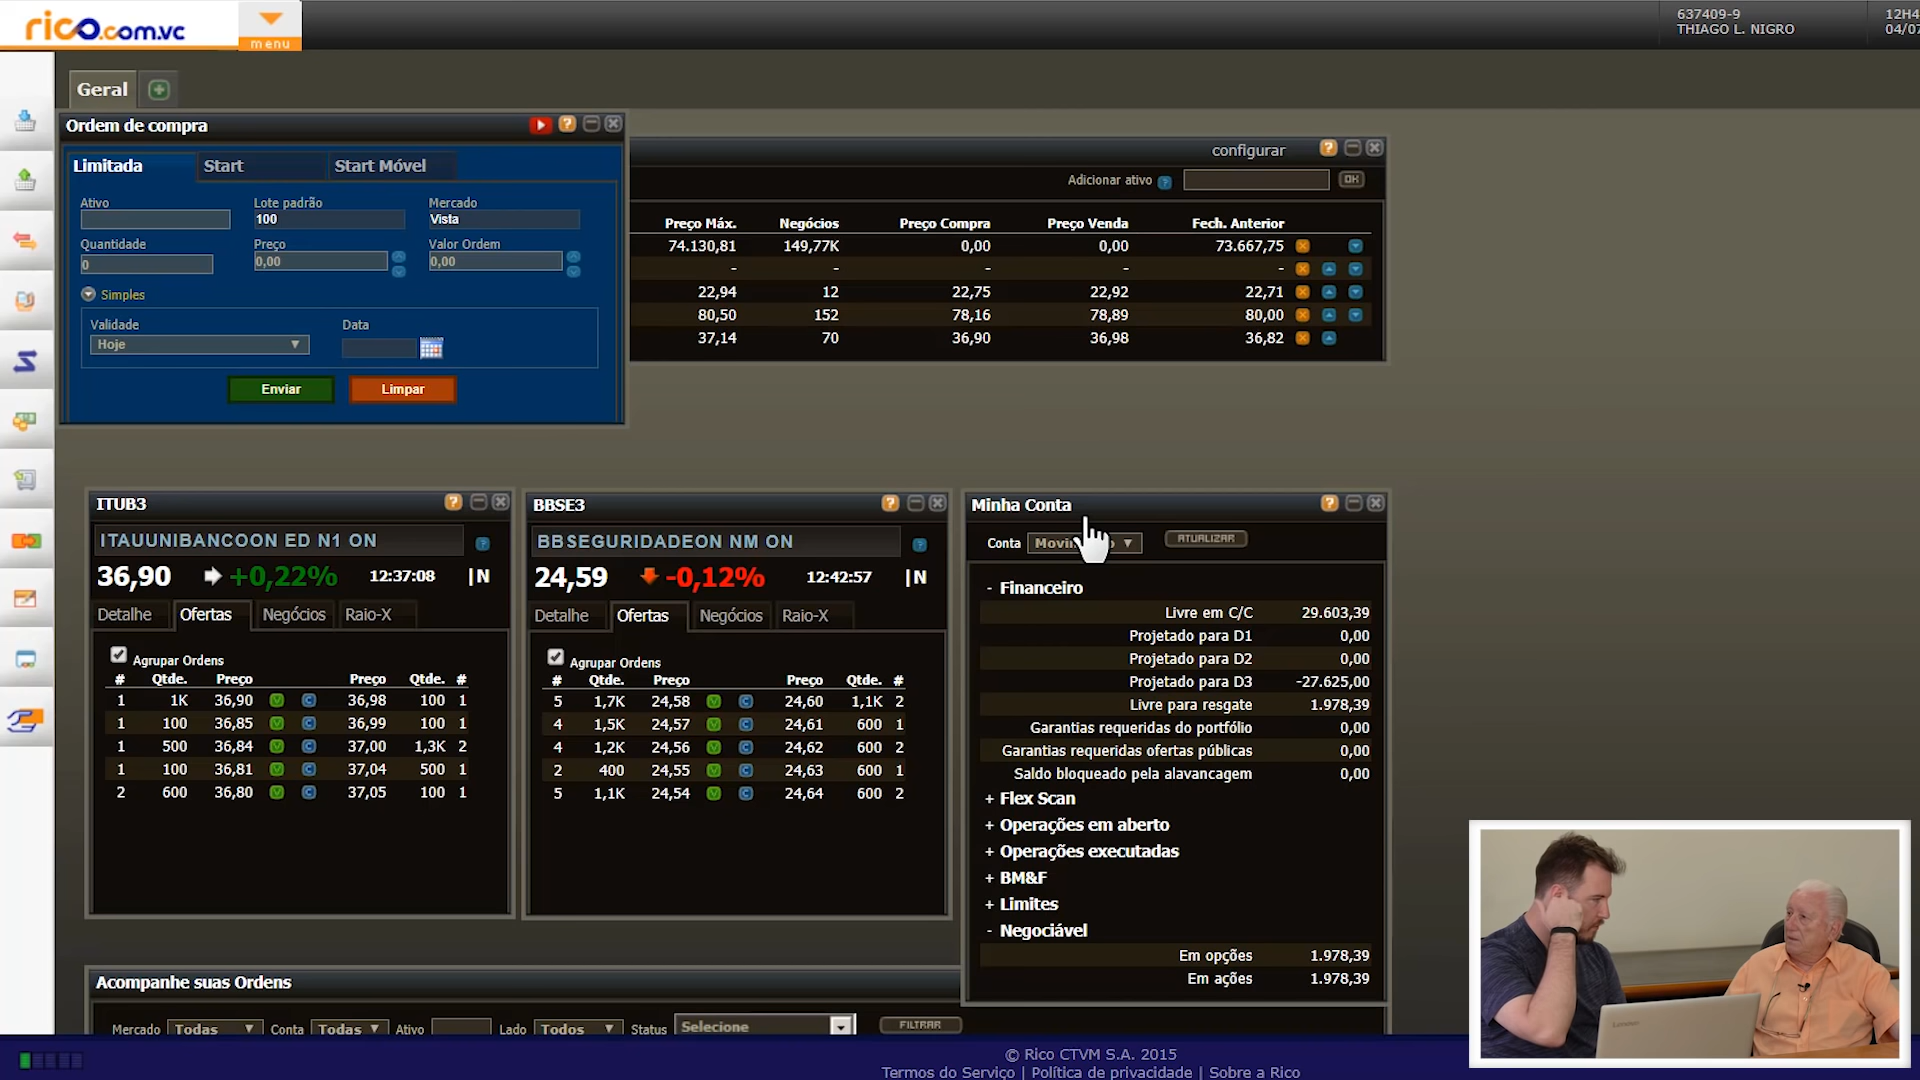 rico.com.vc
menu
637409-9
THIAGO L. NIGRO
12H4
04/07
Geral
Ordem de compra
Limitada Start Start Móvel
Ativo Lote padrão Mercado
100 Vista
Quantidade Preço Valor Ordem
0 0,00 0,00
Simples
Validade Data
Hoje
Enviar Limpar
configurar
Adicionar ativo OK
Preço Máx. Negócios Preço Compra Preço Venda Fech. Anterior
74.130,81 149,77K 0,00 0,00 73.667,75
- - - - -
22,94 12 22,75 22,92 22,71
80,50 152 78,16 78,89 80,00
37,14 70 36,90 36,98 36,82
ITUB3
ITAUUNIBANCOON ED N1 ON
36,90 +0,22% 12:37:08 |N
Detalhe Ofertas Negócios Raio-X
Agrupar Ordens
# Qtde. Preço Preço Qtde. #
1 1K 36,90 V C 36,98 100 1
1 100 36,85 V C 36,99 100 1
1 500 36,84 V C 37,00 1,3K 2
1 100 36,81 V C 37,04 500 1
2 600 36,80 V C 37,05 100 1
BBSE3
BBSEGURIDADEON NM ON
24,59 -0,12% 12:42:57 |N
Detalhe Ofertas Negócios Raio-X
Agrupar Ordens
# Qtde. Preço Preço Qtde. #
5 1,7K 24,58 V C 24,60 1,1K 2
4 1,5K 24,57 V C 24,61 600 1
4 1,2K 24,56 V C 24,62 600 2
2 400 24,55 V C 24,63 600 1
5 1,1K 24,54 V C 24,64 600 2
Minha Conta
Conta ATUALIZAR
- Financeiro
Livre em C/C 29.603,39
Projetado para D1 0,00
Projetado para D2 0,00
Projetado para D3 -27.625,00
Livre para resgate 1.978,39
Garantias requeridas do portfólio 0,00
Garantias requeridas ofertas públicas 0,00
Saldo bloqueado pela alavancagem 0,00
+ Flex Scan
+ Operações em aberto
+ Operações executadas
+ BM&F
+ Limites
- Negociável
Em opções 1.978,39
Em ações 1.978,39
Acompanhe suas Ordens
Mercado Todas Conta Todas Ativo Lado Todos Status Selecione FILTRAR
© Rico CTVM S.A. 2015
Termos do Serviço | Política de privacidade | Sobre a Rico
Lenovo